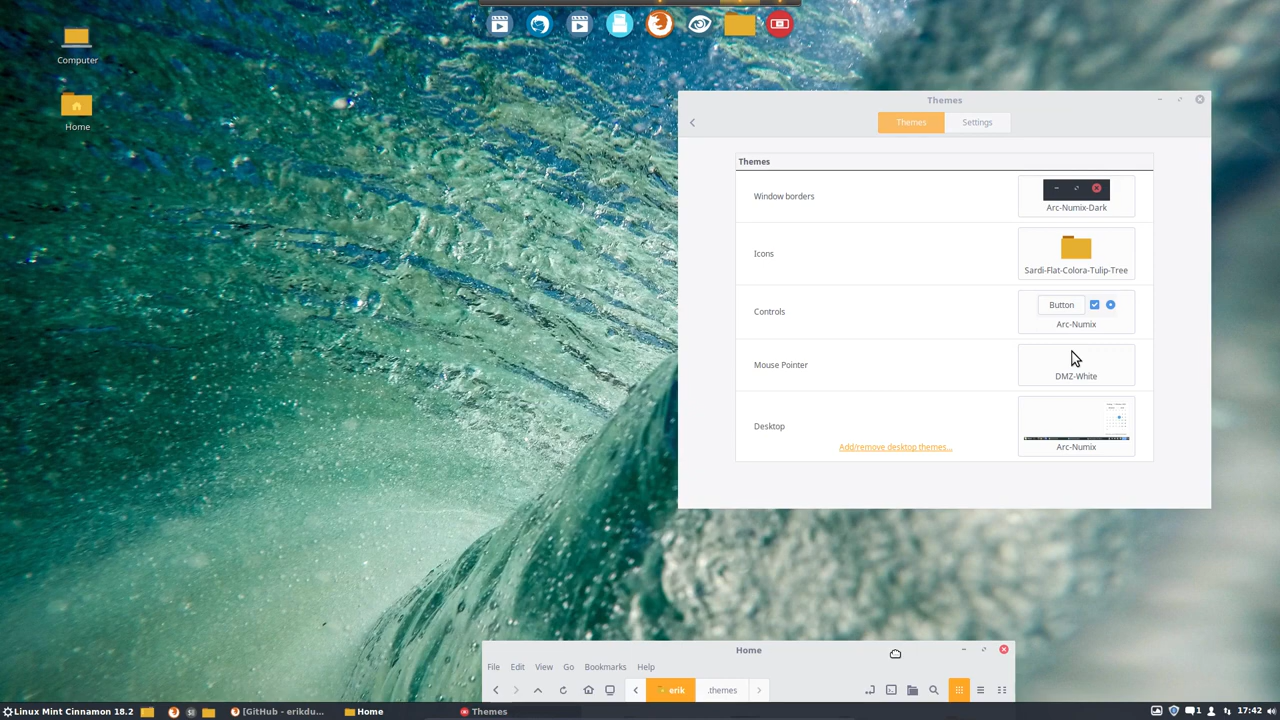 Computer
Home
Themes
Themes
Settings
Themes
Window borders
Arc-Numix-Dark
Icons
Sardi-Flat-Colora-Tulip-Tree
Controls
Button
Arc-Numix
Mouse Pointer
DMZ-White
Desktop
Add/remove desktop themes...
Arc-Numix
Home
File Edit View Go Bookmarks Help
erik .themes
Linux Mint Cinnamon 18.2 [GitHub - erikdu... Home Themes 1 17:42